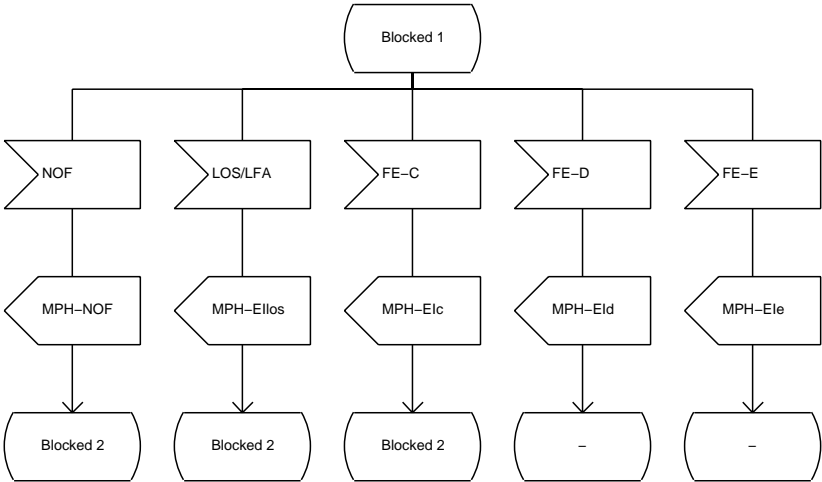 Blocked 1
NOF
LOS/LFA
FE−C
FE−D
FE−E
MPH−NOF
MPH−EIlos
MPH−EIc
MPH−EId
MPH−EIe
Blocked 2
Blocked 2
Blocked 2
−
−